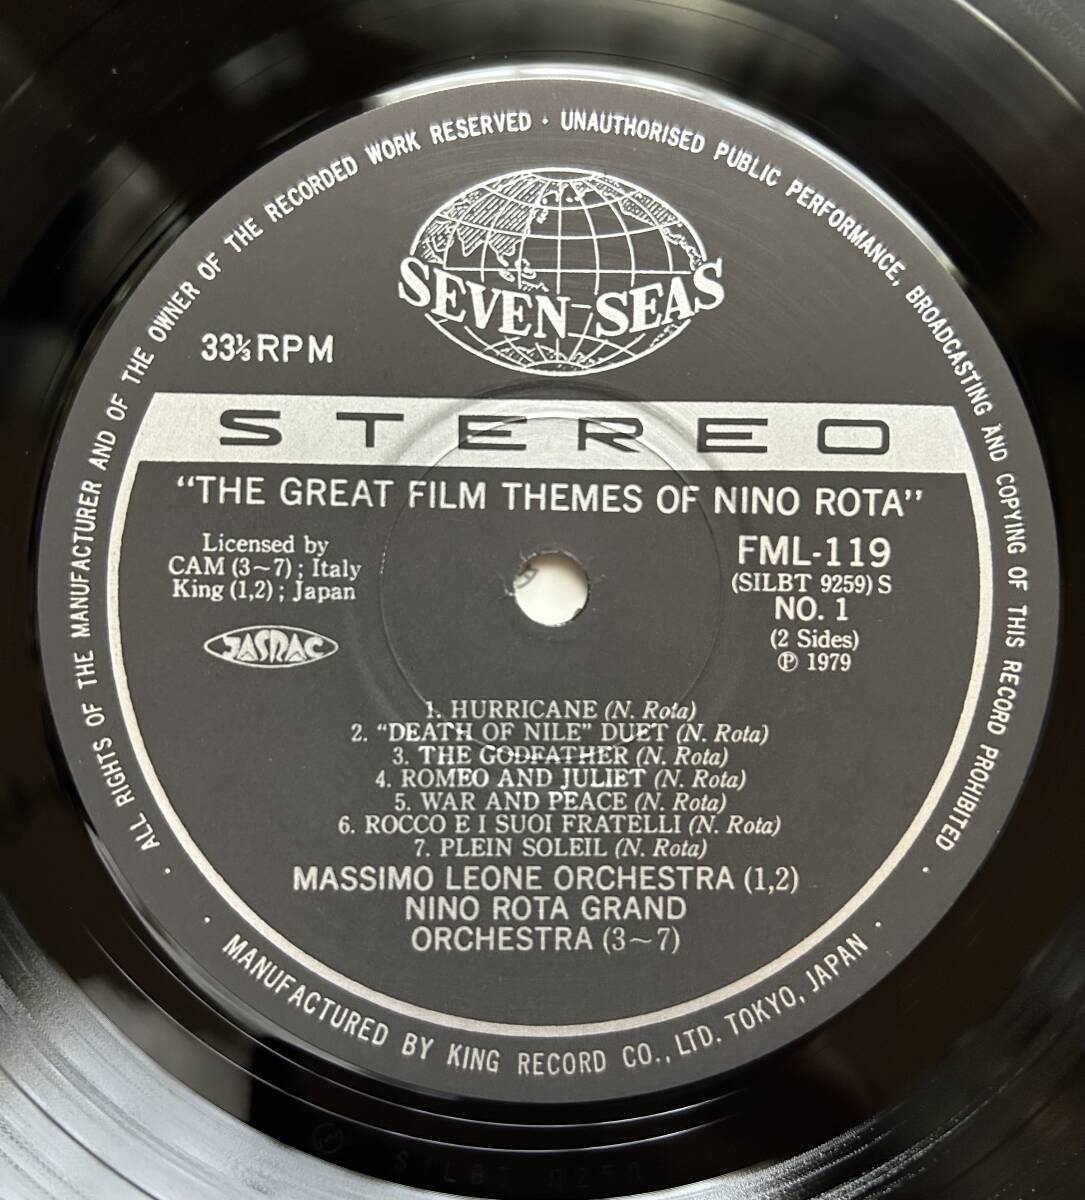 ALL RIGHTS OF THE MANUFACTURER AND OF THE OWNER OF THE RECORDED WORK RESERVED · UNAUTHORISED PUBLIC PERFORMANCE, BROADCASTING AND COPYING OF THIS RECORD PROHIBITED
SEVEN SEAS
33⅓ RPM
STEREO
"THE GREAT FILM THEMES OF NINO ROTA"
Licensed by
CAM (3~7) ; Italy
King (1,2) ; Japan
JASRAC
FML-119
(SILBT 9259) S
NO. 1
(2 Sides)
Ⓟ 1979
1. HURRICANE (N. Rota)
2. "DEATH OF NILE" DUET (N. Rota)
3. THE GODFATHER (N. Rota)
4. ROMEO AND JULIET (N. Rota)
5. WAR AND PEACE (N. Rota)
6. ROCCO E I SUOI FRATELLI (N. Rota)
7. PLEIN SOLEIL (N. Rota)
MASSIMO LEONE ORCHESTRA (1,2)
NINO ROTA GRAND
ORCHESTRA (3~7)
MANUFACTURED BY KING RECORD CO., LTD. TOKYO, JAPAN